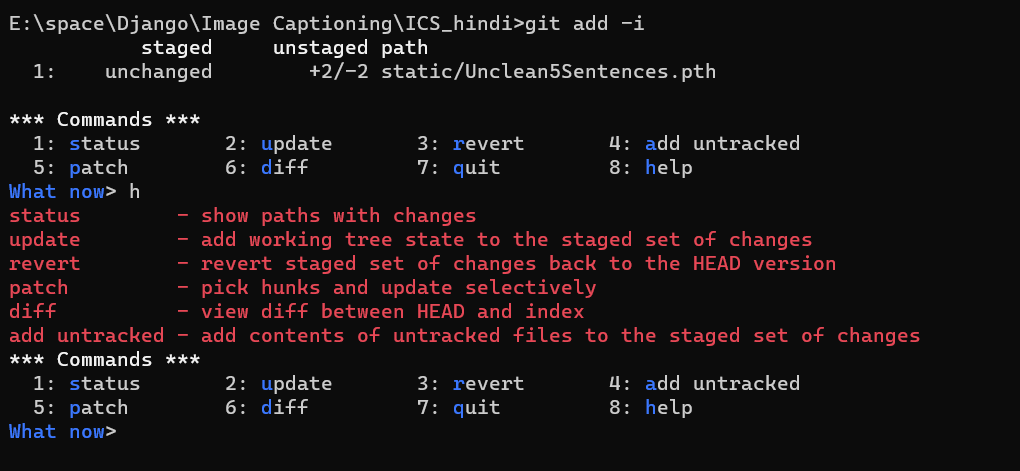 E:\space\Django\Image Captioning\ICS_hindi>git add -i
           staged     unstaged path
  1:    unchanged        +2/-2 static/Unclean5Sentences.pth

*** Commands ***
  1: status       2: update       3: revert       4: add untracked
  5: patch        6: diff         7: quit         8: help
What now> h
status        - show paths with changes
update        - add working tree state to the staged set of changes
revert        - revert staged set of changes back to the HEAD version
patch         - pick hunks and update selectively
diff          - view diff between HEAD and index
add untracked - add contents of untracked files to the staged set of changes
*** Commands ***
  1: status       2: update       3: revert       4: add untracked
  5: patch        6: diff         7: quit         8: help
What now>